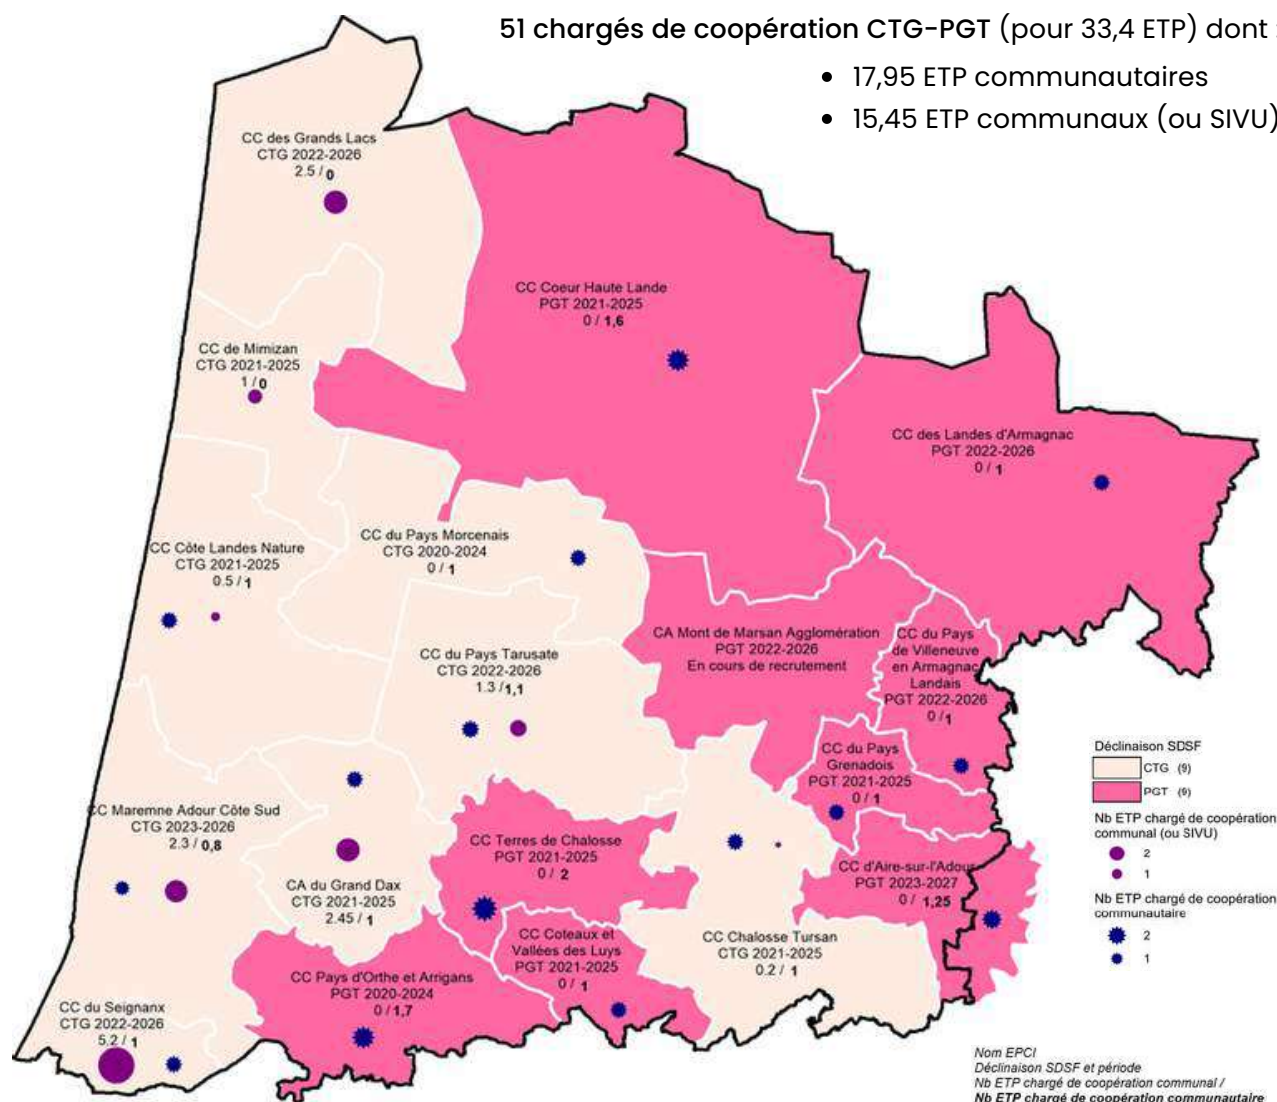 51 chargés de coopération CTG-PGT (pour 33,4 ETP) dont :
• 17,95 ETP communautaires
• 15,45 ETP communaux (ou SIVU)
CC des Grands Lacs
CTG 2022-2026
2.5 / 0
CC Coeur Haute Lande
PGT 2021-2025
0 / 1,6
CC de Mimizan
CTG 2021-2025
1 / 0
CC des Landes d'Armagnac
PGT 2022-2026
0 / 1
CC du Pays Morcenais
CTG 2020-2024
0 / 1
CC Côte Landes Nature
CTG 2021-2025
0.5 / 1
CA Mont de Marsan Agglomération
PGT 2022-2026
En cours de recrutement
CC du Pays
de Villeneuve
en Armagnac
Landais
PGT 2022-2026
0 / 1
CC du Pays Tarusate
CTG 2022-2026
1.3 / 1,1
CC du Pays
Grenadois
PGT 2021-2025
0 / 1
CC Maremne Adour Côte Sud
CTG 2023-2026
2.3 / 0,8
CC Terres de Chalosse
PGT 2021-2025
0 / 2
CC d'Aire-sur-l'Adour
PGT 2023-2027
0 / 1,25
CA du Grand Dax
CTG 2021-2025
2.45 / 1
CC Coteaux et
Vallées des Luys
PGT 2021-2025
0 / 1
CC Chalosse Tursan
CTG 2021-2025
0.2 / 1
CC Pays d'Orthe et Arrigans
PGT 2020-2024
0 / 1,7
CC du Seignanx
CTG 2022-2026
5.2 / 1
Déclinaison SDSF
CTG (9)
PGT (9)
Nb ETP chargé de coopération
communal (ou SIVU)
2
1
Nb ETP chargé de coopération
communautaire
2
1
Nom EPCI
Déclinaison SDSF et période
Nb ETP chargé de coopération communal /
Nb ETP chargé de coopération communautaire